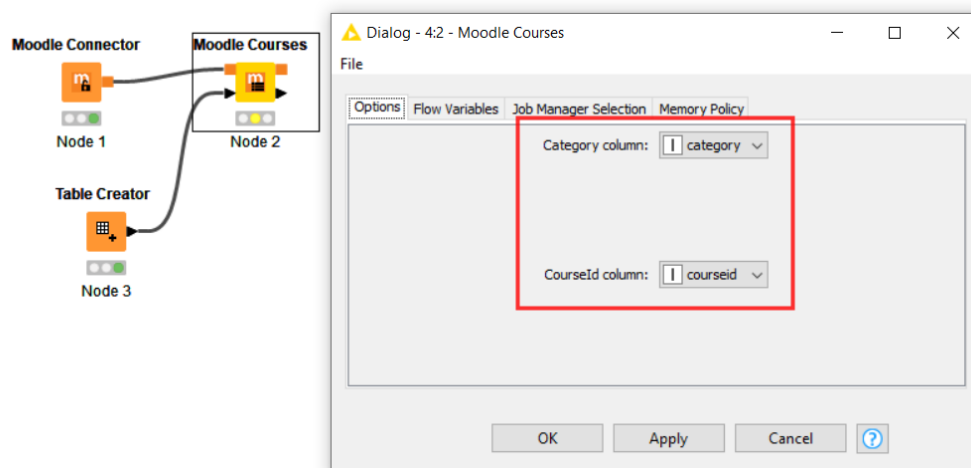 Moodle Connector
Node 1
Moodle Courses
Node 2
Table Creator
Node 3
Dialog - 4:2 - Moodle Courses
File
Options Flow Variables Job Manager Selection Memory Policy
Category column: I category
CourseId column: I courseid
OK Apply Cancel ?